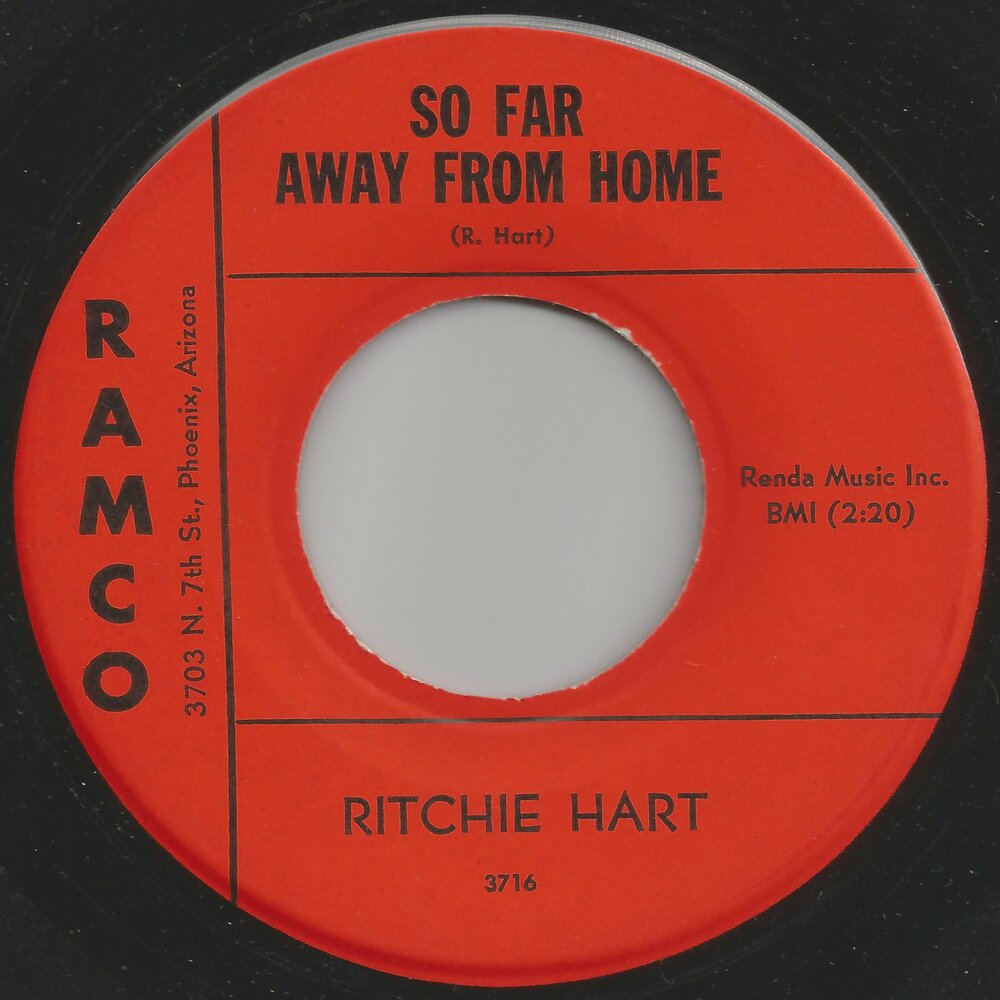 SO FAR
AWAY FROM HOME
(R. Hart)
RAMCO
3703 N. 7th St., Phoenix, Arizona
Renda Music Inc.
BMI (2:20)
RITCHIE HART
3716